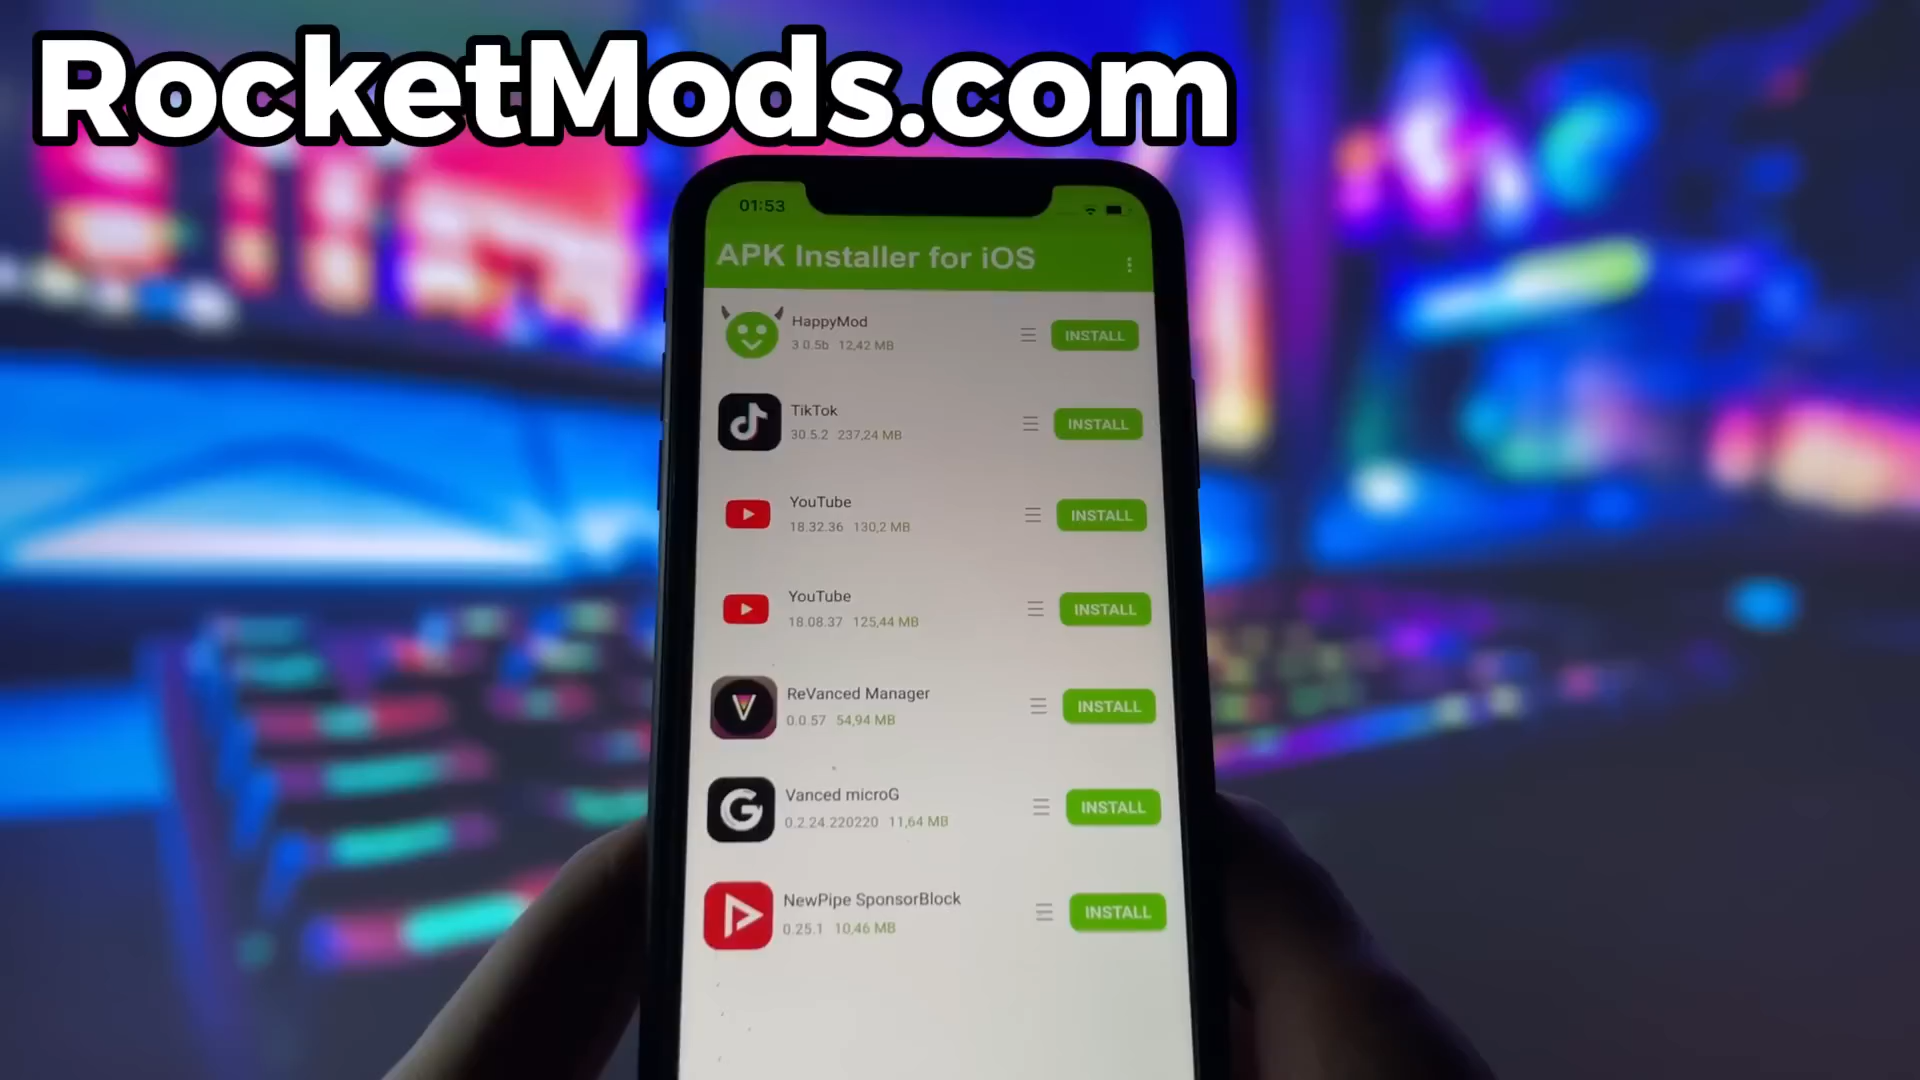 RocketMods.com
01:53
APK Installer for iOS
HappyMod
3 0.5b 12,42 MB
INSTALL
TikTok
30.5.2 237,24 MB
INSTALL
YouTube
18.32.36 130,2 MB
INSTALL
YouTube
18.08.37 125,44 MB
INSTALL
ReVanced Manager
0.0.57 54,94 MB
INSTALL
Vanced microG
0.2.24.220220 11,64 MB
INSTALL
NewPipe SponsorBlock
0.25.1 10,46 MB
INSTALL